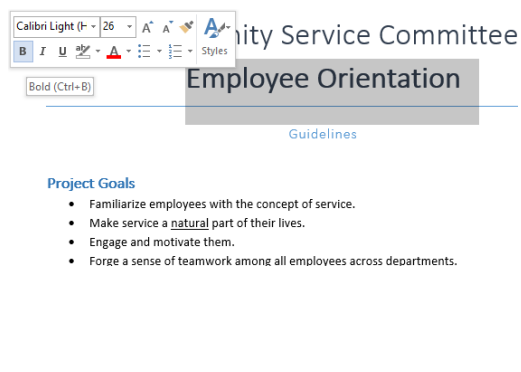 Calibri Light (H 26 A A A
B I U aby A Styles
nity Service Committee
Employee Orientation
Bold (Ctrl+B)
Guidelines
Project Goals
• Familiarize employees with the concept of service.
• Make service a natural part of their lives.
• Engage and motivate them.
• Forge a sense of teamwork among all employees across departments.